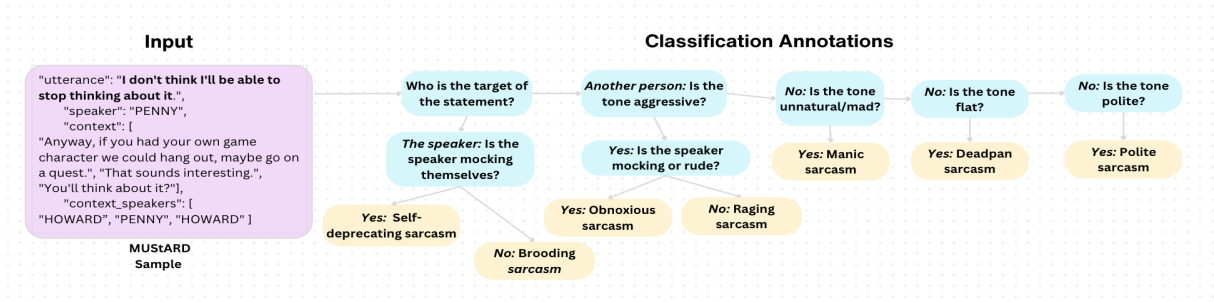 Input
"utterance": "I don't think I'll be able to
stop thinking about it.",
"speaker": "PENNY",
"context": [
"Anyway, if you had your own game
character we could hang out, maybe go on
a quest.", "That sounds interesting.",
"You'll think about it?"],
"context_speakers": [
"HOWARD”, "PENNY", "HOWARD" ]
MUStARD
Sample
Classification Annotations
Who is the target of
the statement?
The speaker: Is the
speaker mocking
themselves?
Yes: Self-
deprecating sarcasm
No: Brooding
sarcasm
Another person: Is the
tone aggressive?
Yes: Is the speaker
mocking or rude?
Yes: Obnoxious
sarcasm
No: Raging
sarcasm
No: Is the tone
unnatural/mad?
Yes: Manic
sarcasm
No: Is the tone
flat?
Yes: Deadpan
sarcasm
No: Is the tone
polite?
Yes: Polite
sarcasm